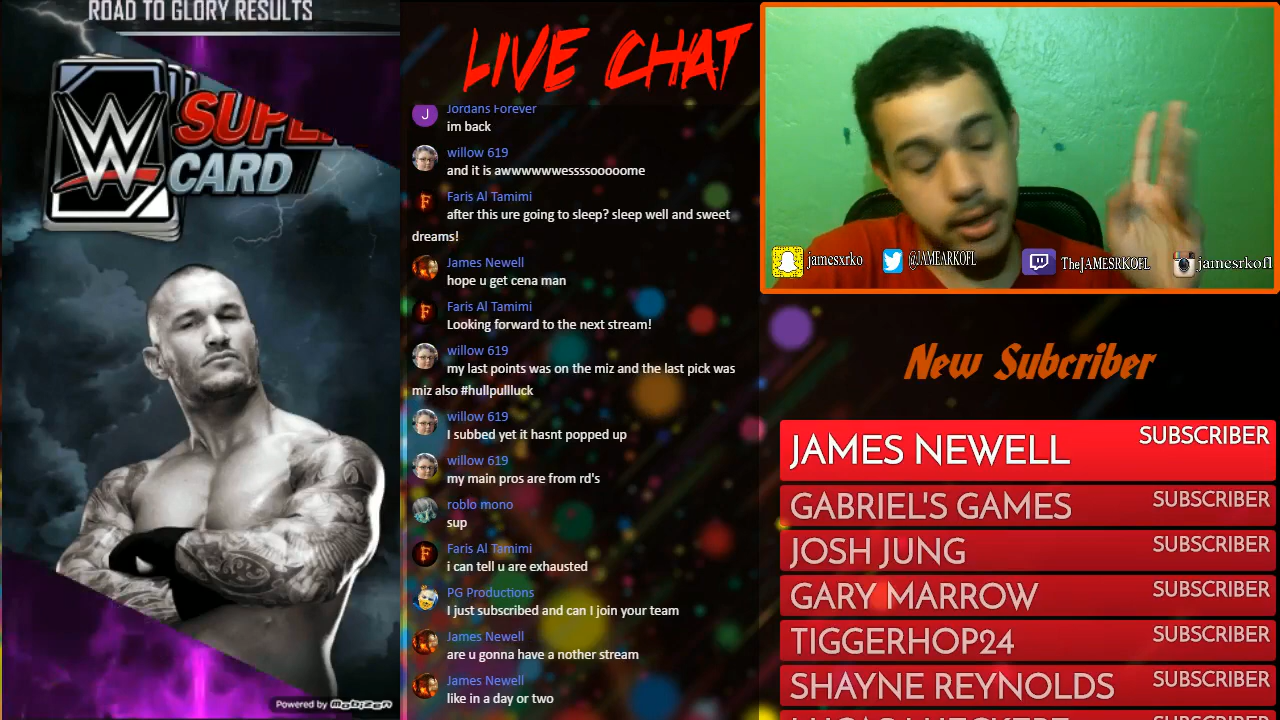 ROAD TO GLORY RESULTS
W
SUPER
CARD
Powered by Mobizen
LIVE CHAT
J
Jordans Forever
im back
willow 619
and it is awwwwwwessssooooome
Faris Al Tamimi
after this ure going to sleep? sleep well and sweet
dreams!
James Newell
hope u get cena man
Faris Al Tamimi
Looking forward to the next stream!
willow 619
my last points was on the miz and the last pick was
miz also #hullpullluck
willow 619
I subbed yet it hasnt popped up
willow 619
my main pros are from rd's
roblo mono
sup
Faris Al Tamimi
i can tell u are exhausted
PG Productions
I just subscribed and can I join your team
James Newell
are u gonna have a nother stream
James Newell
like in a day or two
jamesxrko
@JAMEARKOFL
TheJAMESRKOFL
jamesrkofl
New Subcriber
JAMES NEWELL SUBSCRIBER
GABRIEL'S GAMES SUBSCRIBER
JOSH JUNG SUBSCRIBER
GARY MARROW SUBSCRIBER
TIGGERHOP24 SUBSCRIBER
SHAYNE REYNOLDS SUBSCRIBER
SUBSCRIBER